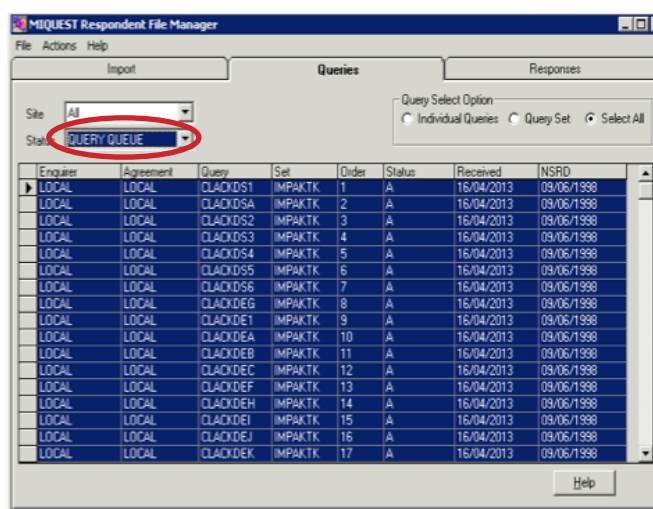 MIQUEST Respondent File Manager
File Actions Help
Import Queries Responses
Site All
Query Select Option
Individual Queries Query Set Select All
Status QUERY QUEUE
Enquirer Agreement Query Set Order Status Received NSRD
LOCAL LOCAL CLACKDS1 IMPAKTK 1 A 16/04/2013 09/06/1998
LOCAL LOCAL CLACKDSA IMPAKTK 2 A 16/04/2013 09/06/1998
LOCAL LOCAL CLACKDS2 IMPAKTK 3 A 16/04/2013 09/06/1998
LOCAL LOCAL CLACKDS3 IMPAKTK 4 A 16/04/2013 09/06/1998
LOCAL LOCAL CLACKDS4 IMPAKTK 5 A 16/04/2013 09/06/1998
LOCAL LOCAL CLACKDS5 IMPAKTK 6 A 16/04/2013 09/06/1998
LOCAL LOCAL CLACKDS6 IMPAKTK 7 A 16/04/2013 09/06/1998
LOCAL LOCAL CLACKDEG IMPAKTK 8 A 16/04/2013 09/06/1998
LOCAL LOCAL CLACKDE1 IMPAKTK 9 A 16/04/2013 09/06/1998
LOCAL LOCAL CLACKDEA IMPAKTK 10 A 16/04/2013 09/06/1998
LOCAL LOCAL CLACKDEB IMPAKTK 11 A 16/04/2013 09/06/1998
LOCAL LOCAL CLACKDEC IMPAKTK 12 A 16/04/2013 09/06/1998
LOCAL LOCAL CLACKDEF IMPAKTK 13 A 16/04/2013 09/06/1998
LOCAL LOCAL CLACKDEH IMPAKTK 14 A 16/04/2013 09/06/1998
LOCAL LOCAL CLACKDEI IMPAKTK 15 A 16/04/2013 09/06/1998
LOCAL LOCAL CLACKDEJ IMPAKTK 16 A 16/04/2013 09/06/1998
LOCAL LOCAL CLACKDEK IMPAKTK 17 A 16/04/2013 09/06/1998
Help